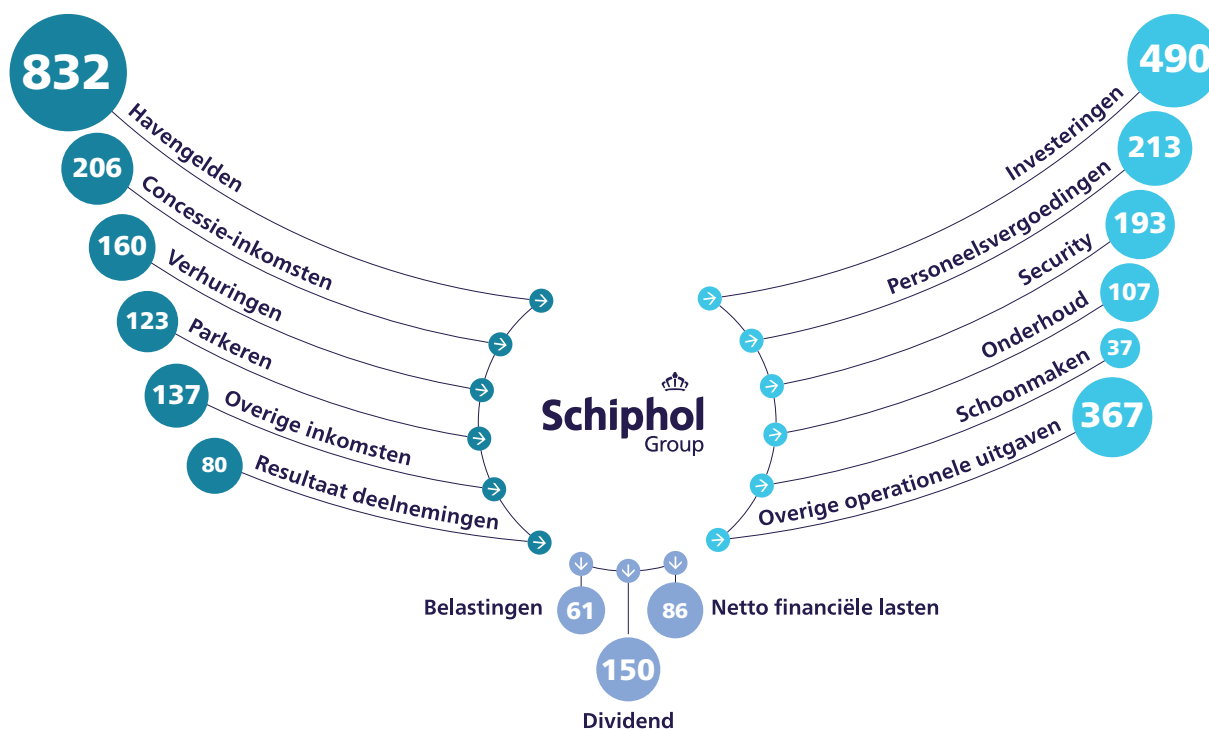 832
Havengelden
206
Concessie-inkomsten
160
Verhuringen
123
Parkeren
137
Overige inkomsten
80
Resultaat deelnemingen
Schiphol
Group
490
Investeringen
213
Personeelsvergoedingen
193
Security
107
Onderhoud
37
Schoonmaken
367
Overige operationele uitgaven
Belastingen
61
86
Netto financiële lasten
150
Dividend